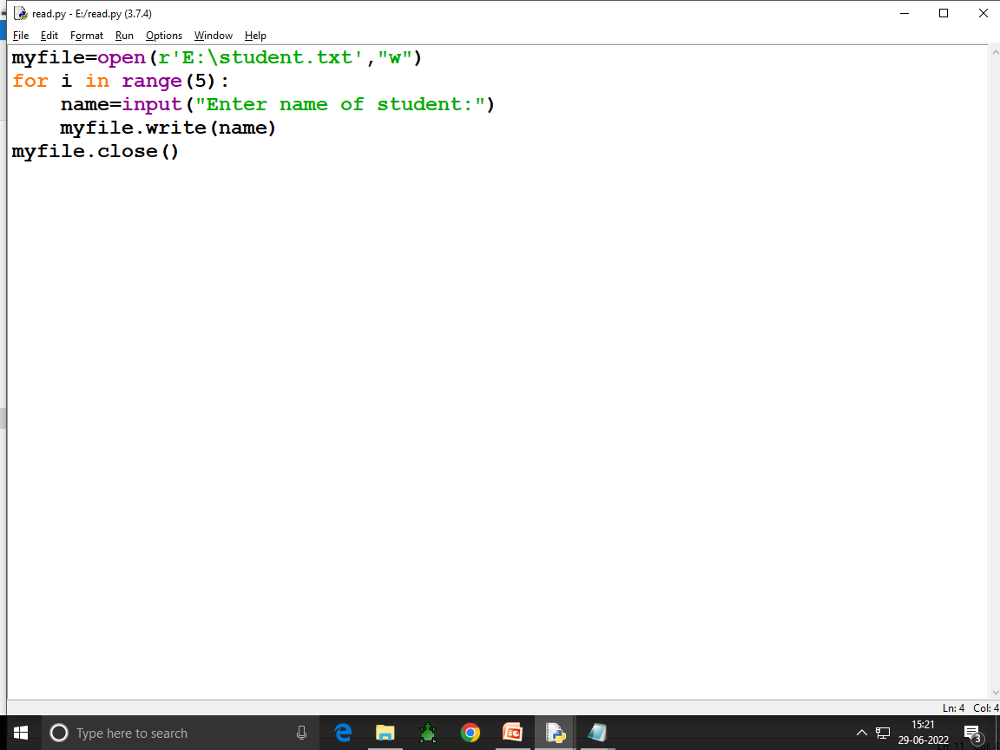 read.py - E:/read.py (3.7.4)
File Edit Format Run Options Window Help
myfile=open(r'E:\student.txt',"w")
for i in range(5):
    name=input("Enter name of student:")
    myfile.write(name)
myfile.close()
Ln: 4 Col: 4
Type here to search
15:21
29-06-2022
3